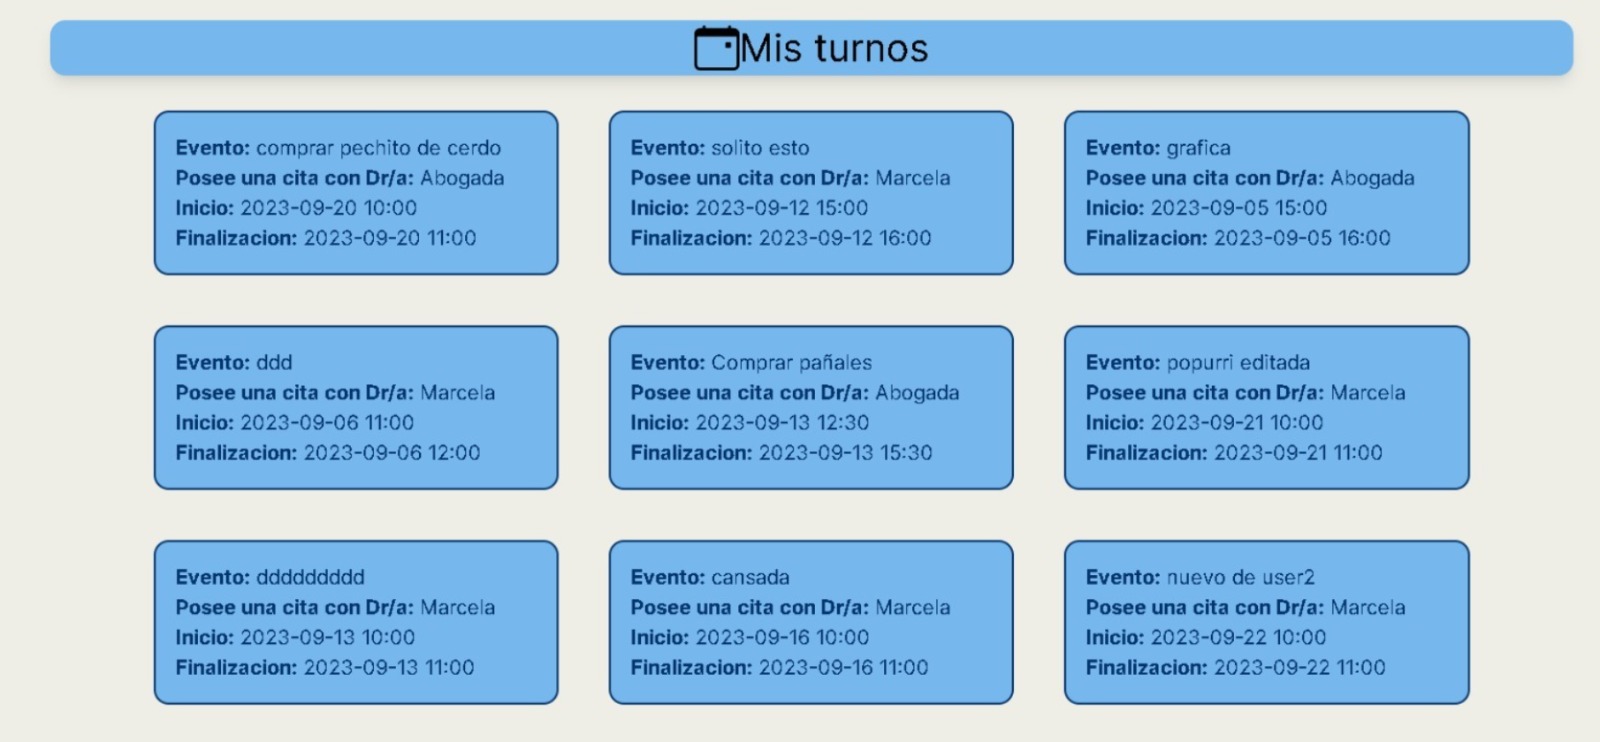 Mis turnos
Evento: comprar pechito de cerdo
Posee una cita con Dr/a: Abogada
Inicio: 2023-09-20 10:00
Finalizacion: 2023-09-20 11:00
Evento: solito esto
Posee una cita con Dr/a: Marcela
Inicio: 2023-09-12 15:00
Finalizacion: 2023-09-12 16:00
Evento: grafica
Posee una cita con Dr/a: Abogada
Inicio: 2023-09-05 15:00
Finalizacion: 2023-09-05 16:00
Evento: ddd
Posee una cita con Dr/a: Marcela
Inicio: 2023-09-06 11:00
Finalizacion: 2023-09-06 12:00
Evento: Comprar pañales
Posee una cita con Dr/a: Abogada
Inicio: 2023-09-13 12:30
Finalizacion: 2023-09-13 15:30
Evento: popurri editada
Posee una cita con Dr/a: Marcela
Inicio: 2023-09-21 10:00
Finalizacion: 2023-09-21 11:00
Evento: ddddddddd
Posee una cita con Dr/a: Marcela
Inicio: 2023-09-13 10:00
Finalizacion: 2023-09-13 11:00
Evento: cansada
Posee una cita con Dr/a: Marcela
Inicio: 2023-09-16 10:00
Finalizacion: 2023-09-16 11:00
Evento: nuevo de user2
Posee una cita con Dr/a: Marcela
Inicio: 2023-09-22 10:00
Finalizacion: 2023-09-22 11:00